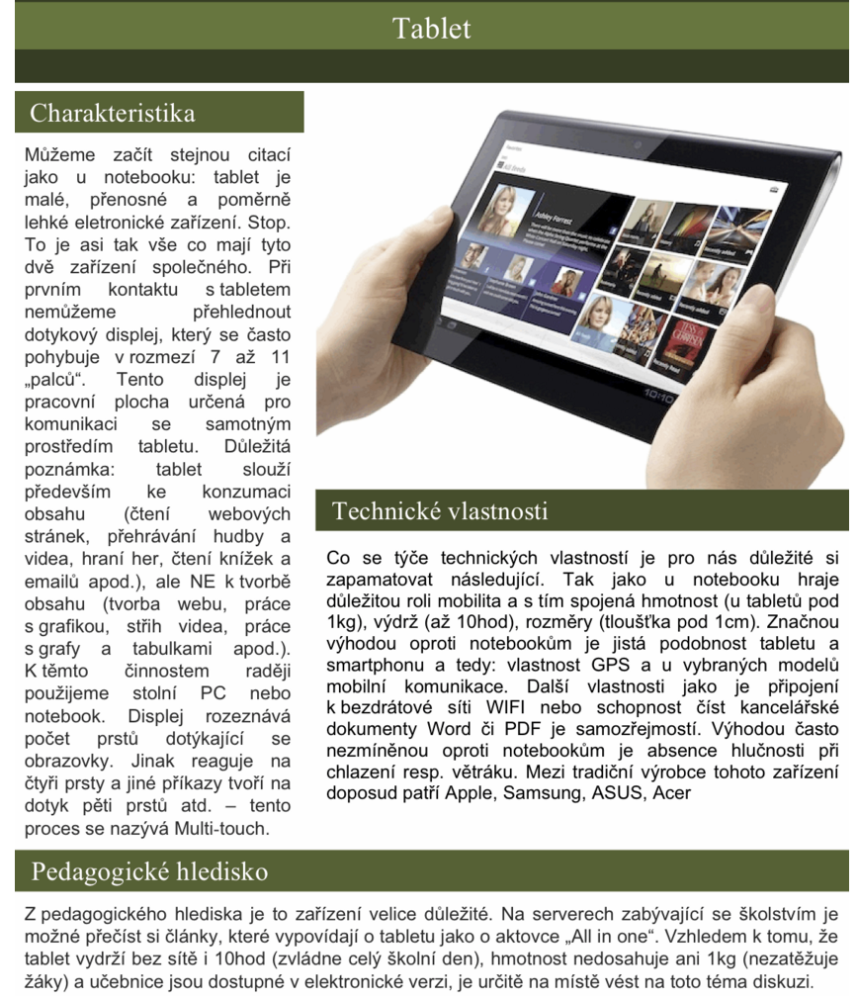 Tablet
Charakteristika
Můžeme začít stejnou citací
jako u notebooku: tablet je
malé, přenosné a poměrně
lehké eletronické zařízení. Stop.
To je asi tak vše co mají tyto
dvě zařízení společného. Při
prvním kontaktu s tabletem
nemůžeme přehlednout
dotykový displej, který se často
pohybuje v rozmezí 7 až 11
„palců“. Tento displej je
pracovní plocha určená pro
komunikaci se samotným
prostředím tabletu. Důležitá
poznámka: tablet slouží
především ke konzumaci
obsahu (čtení webových
stránek, přehrávání hudby a
videa, hraní her, čtení knížek a
emailů apod.), ale NE k tvorbě
obsahu (tvorba webu, práce
s grafikou, střih videa, práce
s grafy a tabulkami apod.).
K těmto činnostem raději
použijeme stolní PC nebo
notebook. Displej rozeznává
počet prstů dotýkající se
obrazovky. Jinak reaguje na
čtyři prsty a jiné příkazy tvoří na
dotyk pěti prstů atd. – tento
proces se nazývá Multi-touch.
Ashley Forrest
Recently added
Recently added
Recently Read
10:10
Technické vlastnosti
Co se týče technických vlastností je pro nás důležité si
zapamatovat následující. Tak jako u notebooku hraje
důležitou roli mobilita a s tím spojená hmotnost (u tabletů pod
1kg), výdrž (až 10hod), rozměry (tloušťka pod 1cm). Značnou
výhodou oproti notebookům je jistá podobnost tabletu a
smartphonu a tedy: vlastnost GPS a u vybraných modelů
mobilní komunikace. Další vlastnosti jako je připojení
k bezdrátové síti WIFI nebo schopnost číst kancelářské
dokumenty Word či PDF je samozřejmostí. Výhodou často
nezmíněnou oproti notebookům je absence hlučnosti při
chlazení resp. větráku. Mezi tradiční výrobce tohoto zařízení
doposud patří Apple, Samsung, ASUS, Acer
Pedagogické hledisko
Z pedagogického hlediska je to zařízení velice důležité. Na serverech zabývající se školstvím je
možné přečíst si články, které vypovídají o tabletu jako o aktovce „All in one“. Vzhledem k tomu, že
tablet vydrží bez sítě i 10hod (zvládne celý školní den), hmotnost nedosahuje ani 1kg (nezatěžuje
žáky) a učebnice jsou dostupné v elektronické verzi, je určitě na místě vést na toto téma diskuzi.